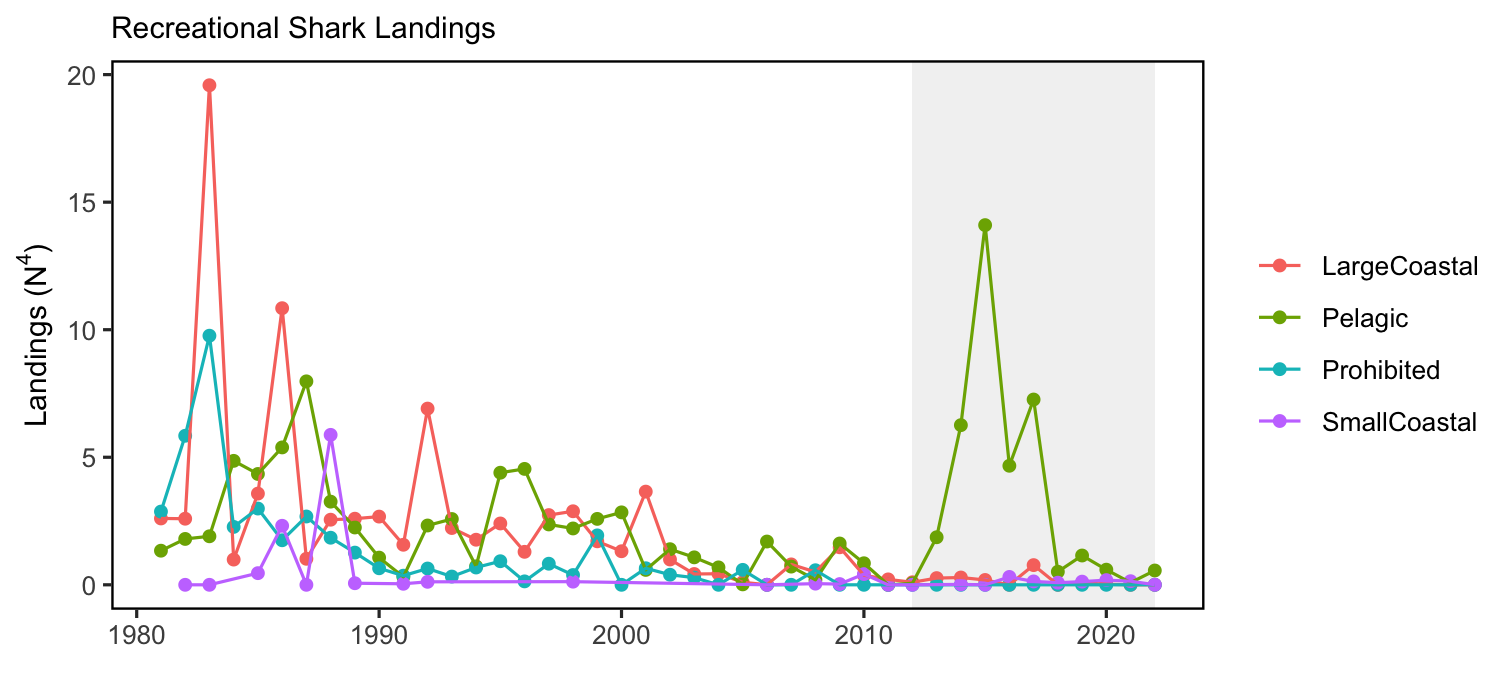 Recreational Shark Landings
20
15
10
5
0
Landings (N⁴)
1980 1990 2000 2010 2020
LargeCoastal
Pelagic
Prohibited
SmallCoastal